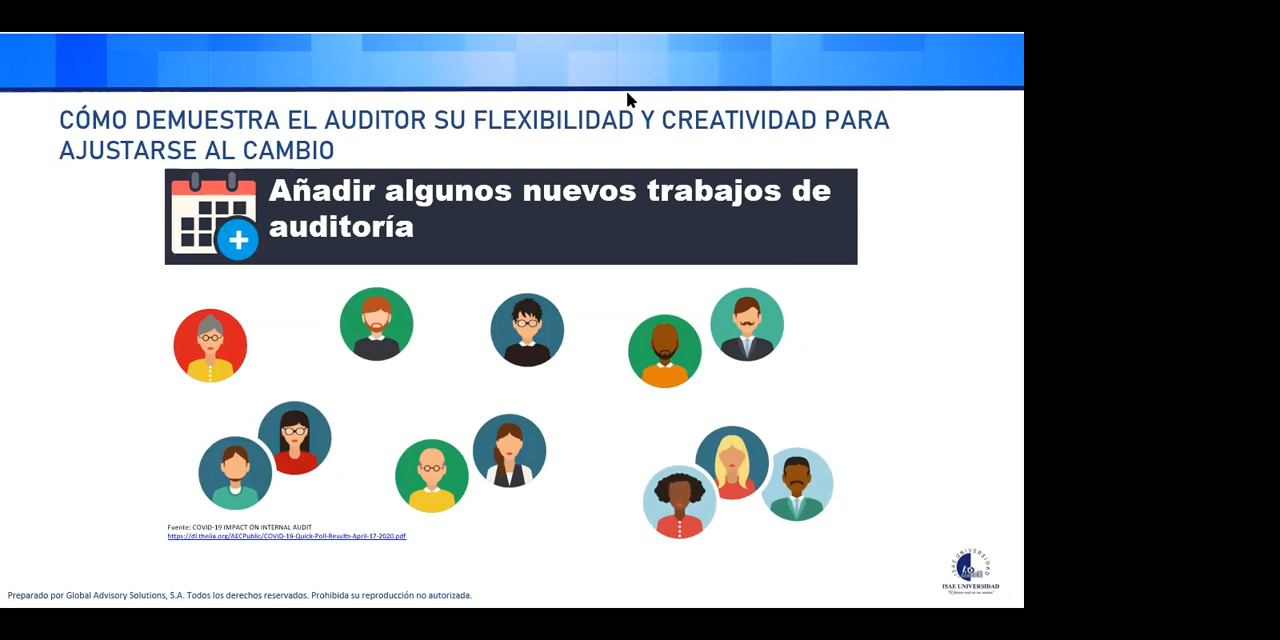 CÓMO DEMUESTRA EL AUDITOR SU FLEXIBILIDAD Y CREATIVIDAD PARA
AJUSTARSE AL CAMBIO
Añadir algunos nuevos trabajos de
auditoría
Fuente: COVID-19 IMPACT ON INTERNAL AUDIT
https://dl.theiia.org/AECPublic/COVID-19-Quick-Poll-Results-April-17-2020.pdf
ISAE UNIVERSIDAD
ISAE UNIVERSIDAD
Preparado por Global Advisory Solutions, S.A. Todos los derechos reservados. Prohibida su reproducción no autorizada.